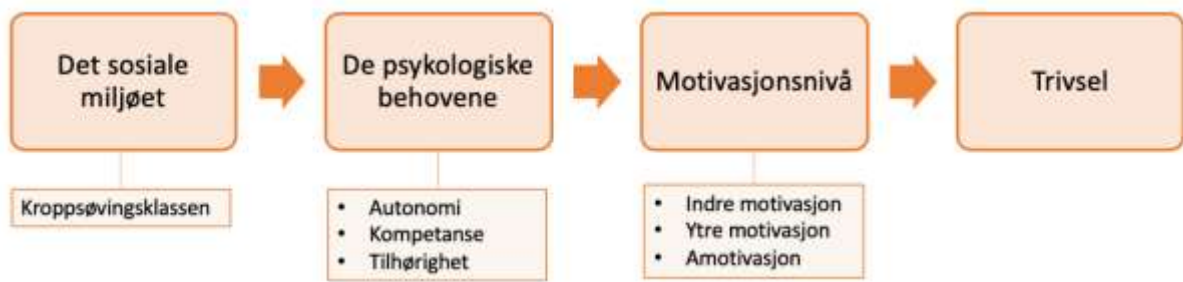 Det sosiale
miljøet
De psykologiske
behovene
Motivasjonsnivå
Trivsel
Kroppsøvingsklassen
• Autonomi
• Kompetanse
• Tilhørighet
• Indre motivasjon
• Ytre motivasjon
• Amotivasjon